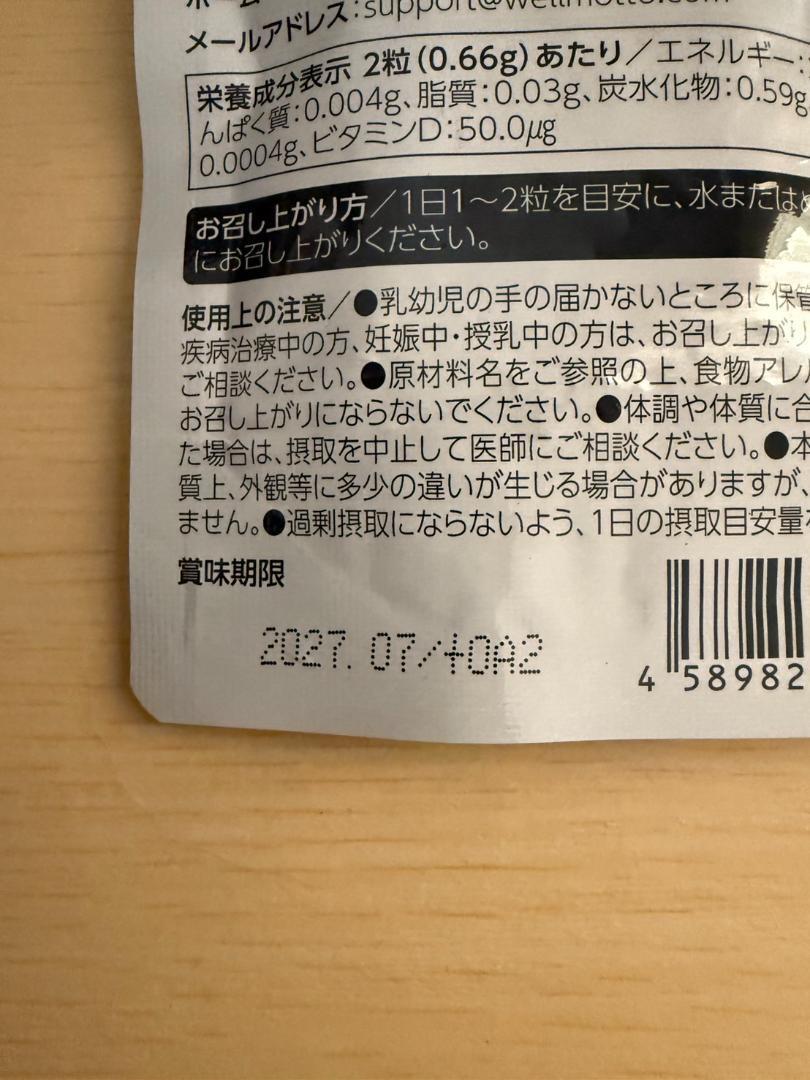 メールアドレス:support@wellmotto.com
栄養成分表示 2粒(0.66g)あたり/エネルギー:
んぱく質:0.004g、脂質:0.03g、炭水化物:0.59g
0.0004g、ビタミンD:50.0μg
お召し上がり方/1日1~2粒を目安に、水または
にお召し上がりください。
使用上の注意/●乳幼児の手の届かないところに保管
疾病治療中の方、妊娠中・授乳中の方は、お召し上がり
ご相談ください。●原材料名をご参照の上、食物アレル
お召し上がりにならないでください。●体調や体質に合
た場合は、摂取を中止して医師にご相談ください。●本
質上、外観等に多少の違いが生じる場合がありますが、
ません。●過剰摂取にならないよう、1日の摂取目安量
賞味期限
2027. 07/+0A2
4 58982